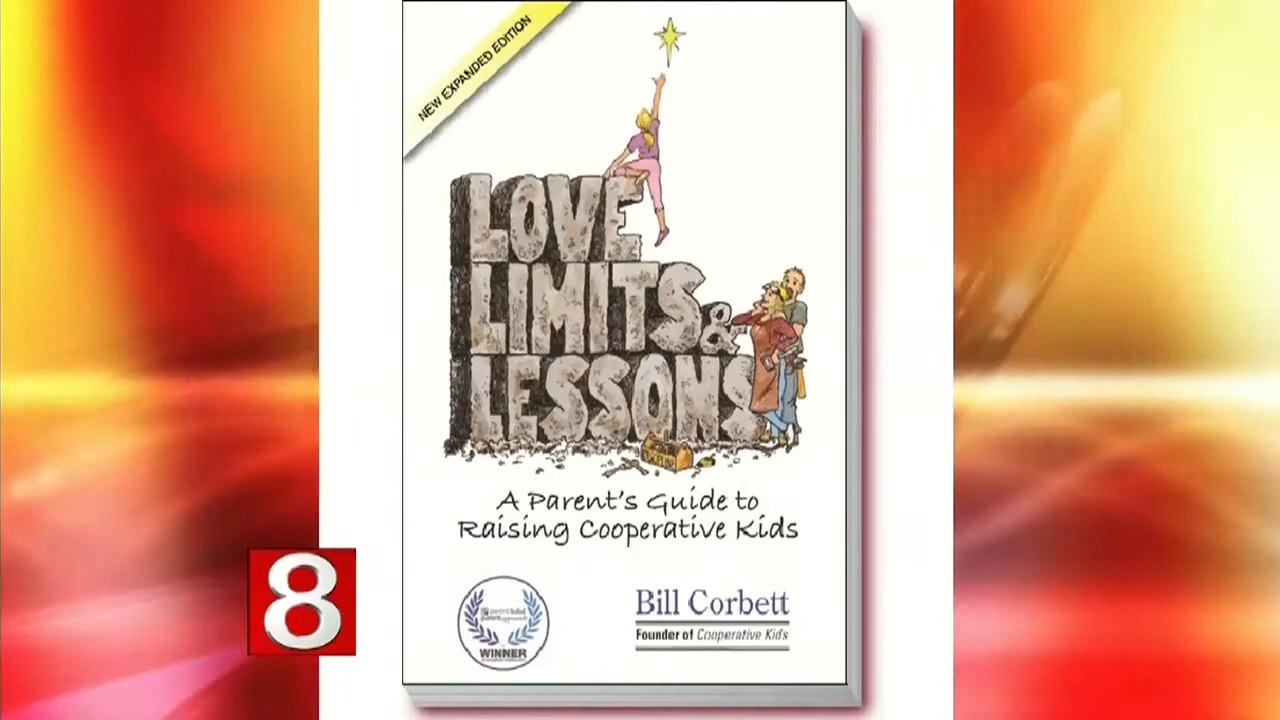 NEW EXPANDED EDITION
LOVE
LIMITS &
LESSONS
A Parent's Guide to
Raising Cooperative Kids
8
WINNER
Bill Corbett
Founder of Cooperative Kids